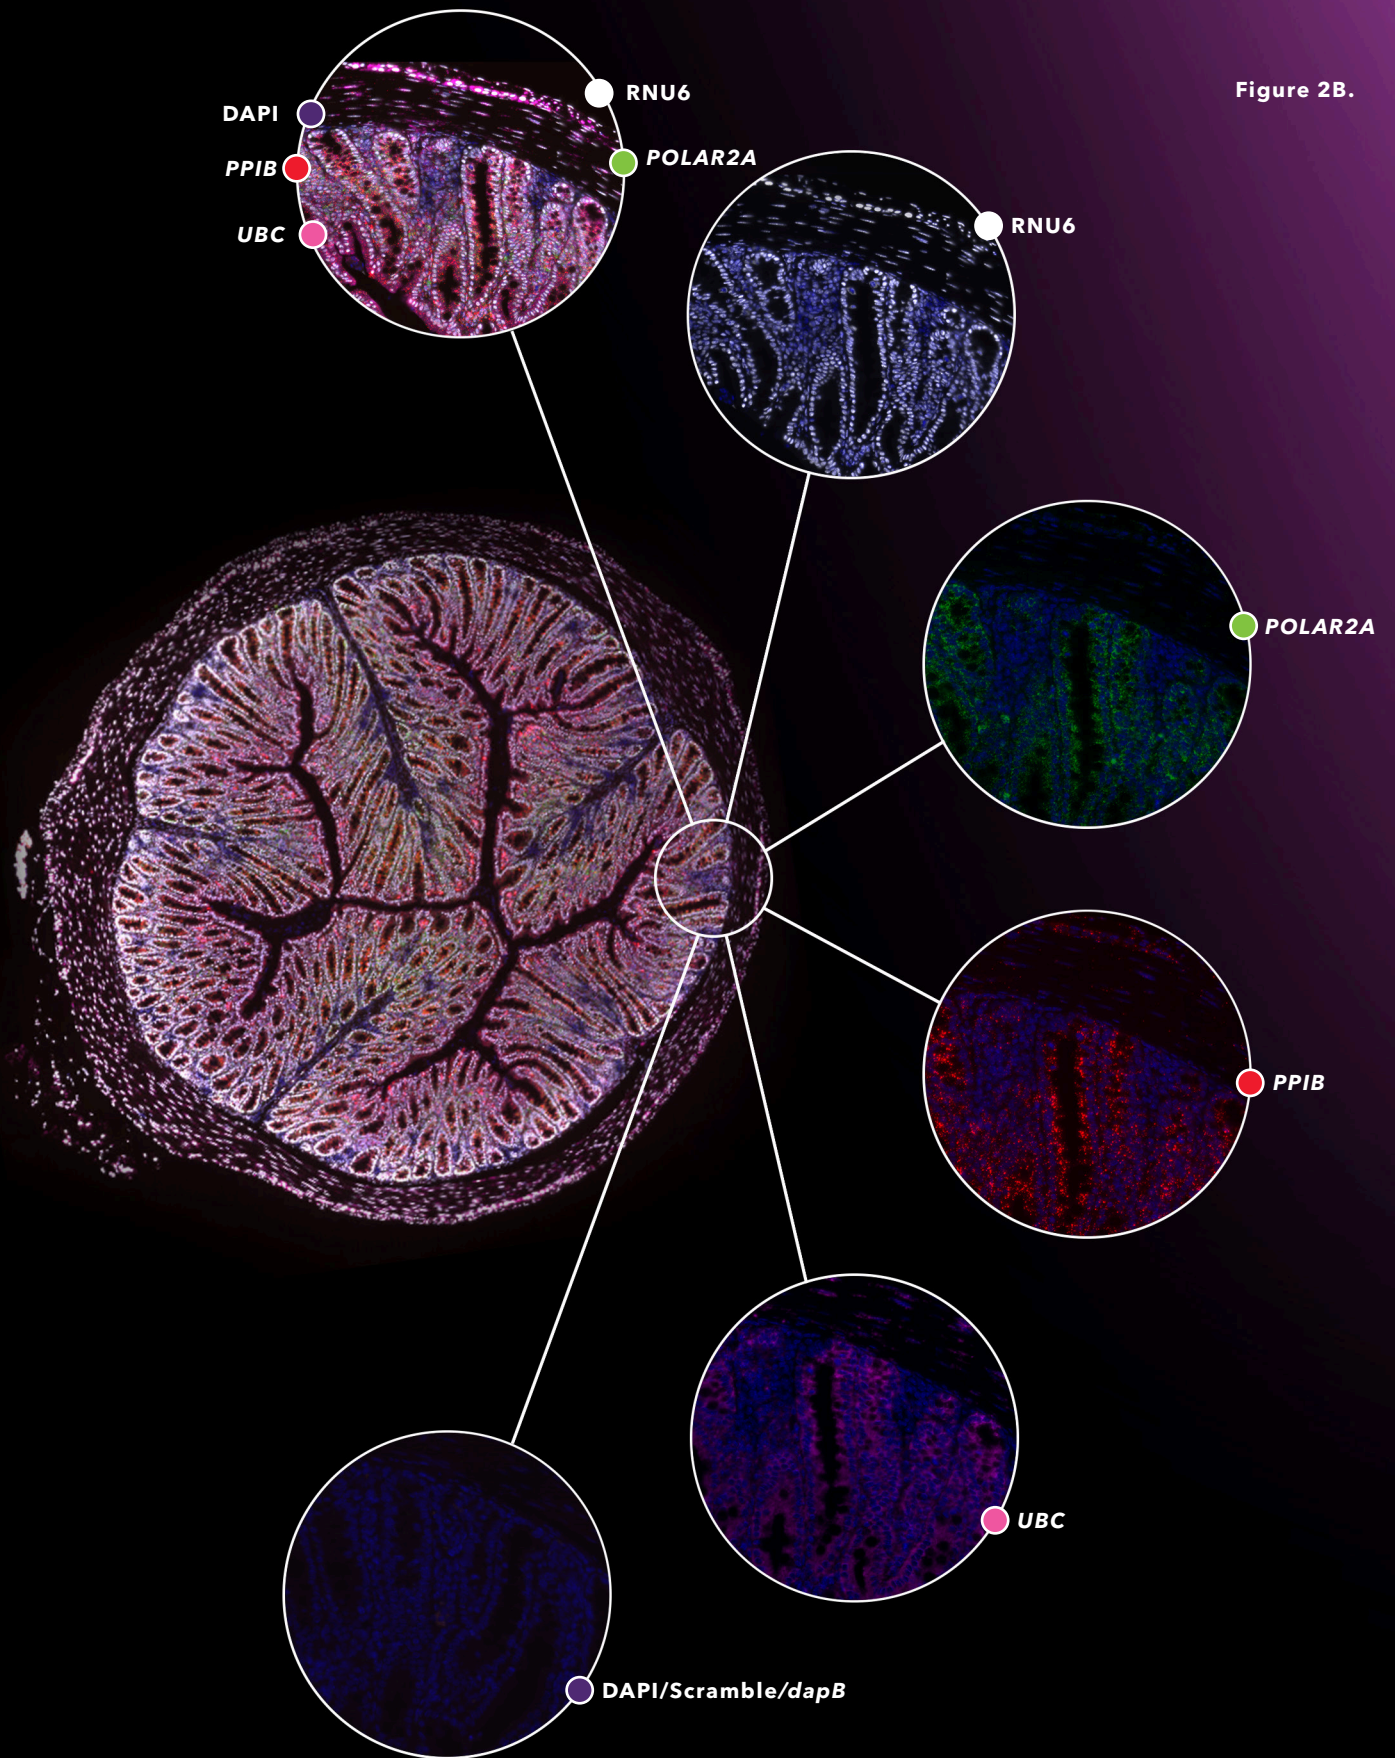 Figure 2B.
RNU6
DAPI
POLAR2A
PPIB
UBC
RNU6
POLAR2A
PPIB
UBC
DAPI/Scramble/dapB